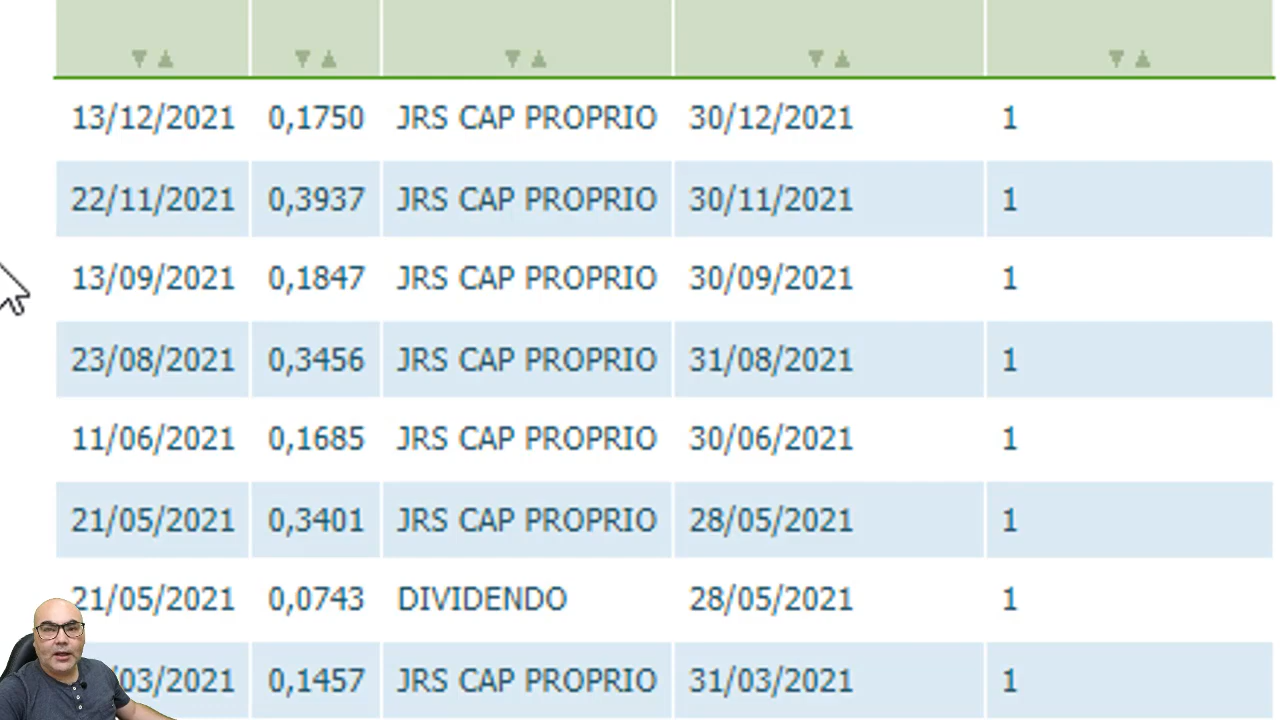 13/12/2021 0,1750 JRS CAP PROPRIO 30/12/2021 1
22/11/2021 0,3937 JRS CAP PROPRIO 30/11/2021 1
13/09/2021 0,1847 JRS CAP PROPRIO 30/09/2021 1
23/08/2021 0,3456 JRS CAP PROPRIO 31/08/2021 1
11/06/2021 0,1685 JRS CAP PROPRIO 30/06/2021 1
21/05/2021 0,3401 JRS CAP PROPRIO 28/05/2021 1
21/05/2021 0,0743 DIVIDENDO 28/05/2021 1
/03/2021 0,1457 JRS CAP PROPRIO 31/03/2021 1